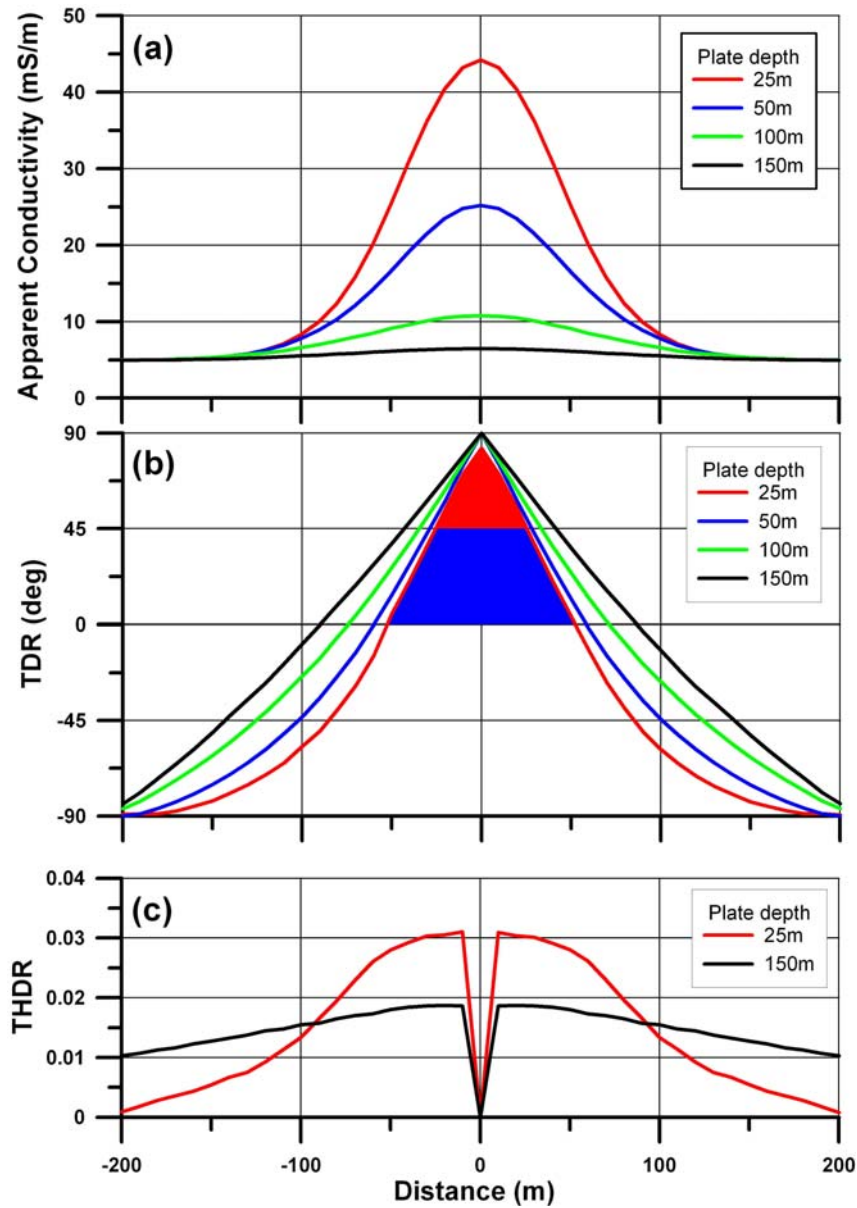 (a)
Apparent Conductivity (mS/m)
50
40
30
20
10
0
Plate depth
25m
50m
100m
150m
(b)
TDR (deg)
90
45
0
-45
-90
Plate depth
25m
50m
100m
150m
(c)
THDR
0.04
0.03
0.02
0.01
0
Plate depth
25m
150m
-200
-100
0
100
200
Distance (m)